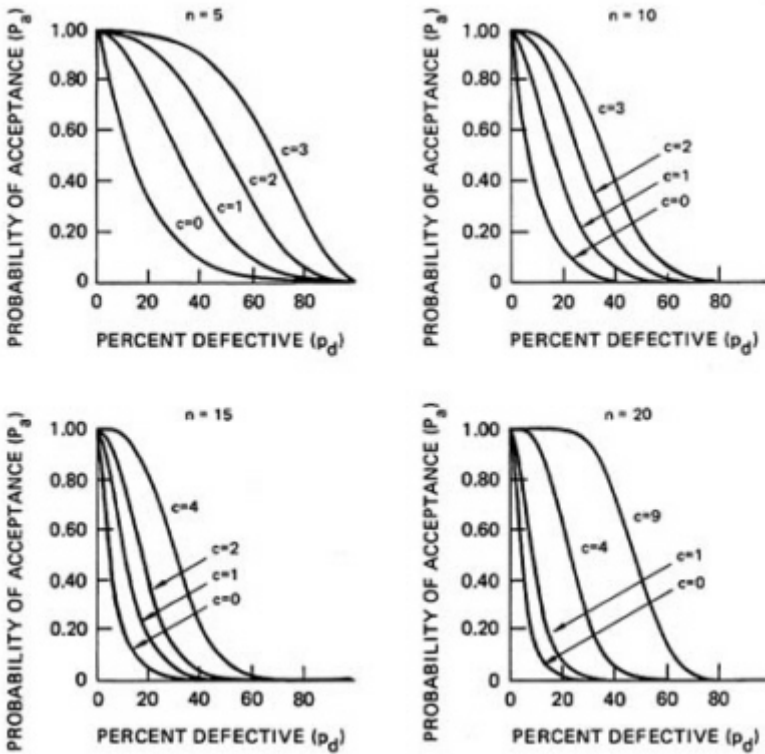 n = 5
PROBABILITY OF ACCEPTANCE (Pa)
1.00
0.80
0.60
0.40
0.20
0
c=3
c=2
c=1
c=0
0 20 40 60 80
PERCENT DEFECTIVE (pd)
n = 10
PROBABILITY OF ACCEPTANCE (Pa)
1.00
0.80
0.60
0.40
0.20
0
c=3
c=2
c=1
c=0
0 20 40 60 80
PERCENT DEFECTIVE (pd)
n = 15
PROBABILITY OF ACCEPTANCE (Pa)
1.00
0.80
0.60
0.40
0.20
0
c=4
c=2
c=1
c=0
0 20 40 60 80
PERCENT DEFECTIVE (pd)
n = 20
PROBABILITY OF ACCEPTANCE (Pa)
1.00
0.80
0.60
0.40
0.20
0
c=9
c=4
c=1
c=0
0 20 40 60 80
PERCENT DEFECTIVE (pd)